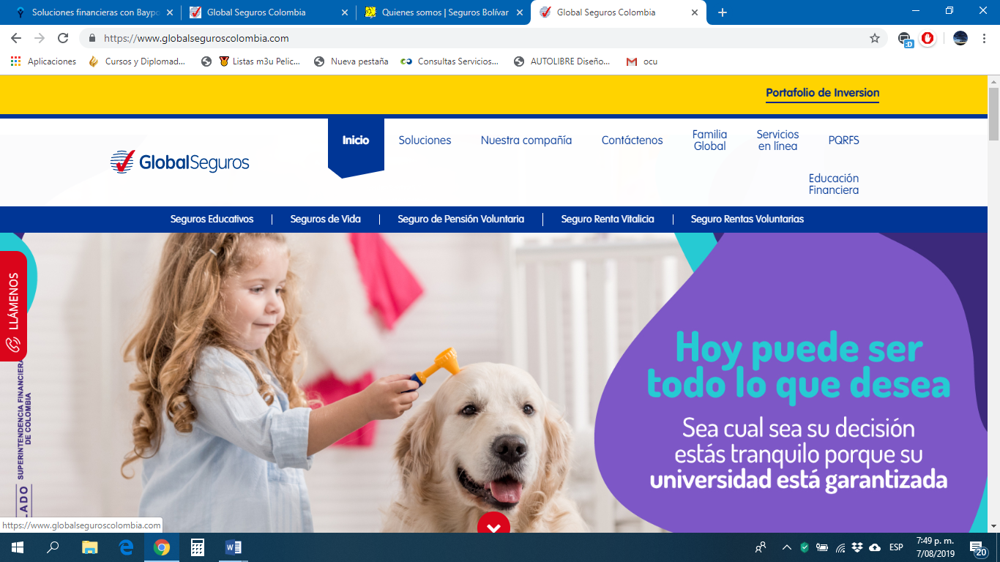 Soluciones financieras con Baypo
Global Seguros Colombia
Quienes somos | Seguros Bolívar
Global Seguros Colombia
https://www.globalseguroscolombia.com
Aplicaciones
Cursos y Diplomad...
Listas m3u Pelic...
Nueva pestaña
Consultas Servicios...
AUTOLIBRE Diseño...
ocu
Portafolio de Inversion
Inicio
Soluciones
Nuestra compañía
Contáctenos
Familia
Global
Servicios
en línea
PQRFS
GlobalSeguros
Educación
Financiera
Seguros Educativos
Seguros de Vida
Seguro de Pensión Voluntaria
Seguro Renta Vitalicia
Seguro Rentas Voluntarias
LLÁMENOS
SUPERINTENDENCIA FINANCIERA
DE COLOMBIA
LADO
Hoy puede ser
todo lo que desea
Sea cual sea su decisión
estás tranquilo porque su
universidad está garantizada
https://www.globalseguroscolombia.com
ESP
7:49 p. m.
7/08/2019
20